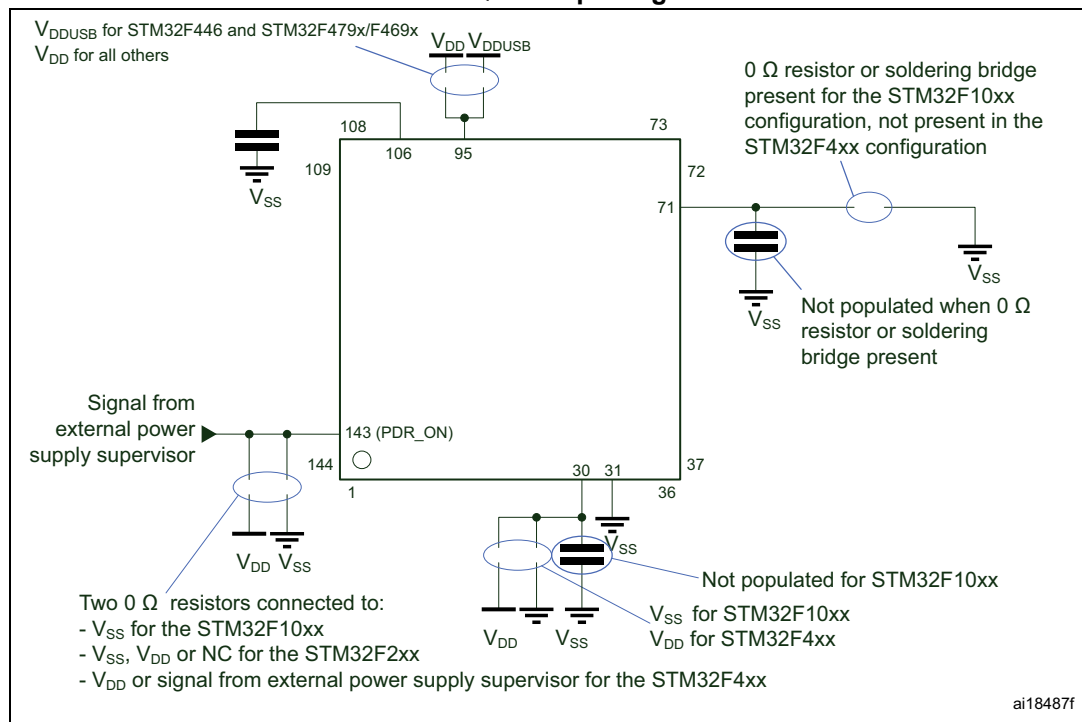 VDDUSB for STM32F446 and STM32F479x/F469x
VDD for all others
VDD VDDUSB
0 Ω resistor or soldering bridge
present for the STM32F10xx
configuration, not present in the
STM32F4xx configuration
108
106
95
73
109
72
VSS
71
VSS
VSS
Not populated when 0 Ω
resistor or soldering
bridge present
Signal from
external power
supply supervisor
143 (PDR_ON)
144
1
30
31
37
36
VSS
VDD VSS
Not populated for STM32F10xx
VSS for STM32F10xx
VDD for STM32F4xx
VDD
VSS
Two 0 Ω resistors connected to:
- VSS for the STM32F10xx
- VSS, VDD or NC for the STM32F2xx
- VDD or signal from external power supply supervisor for the STM32F4xx
ai18487f